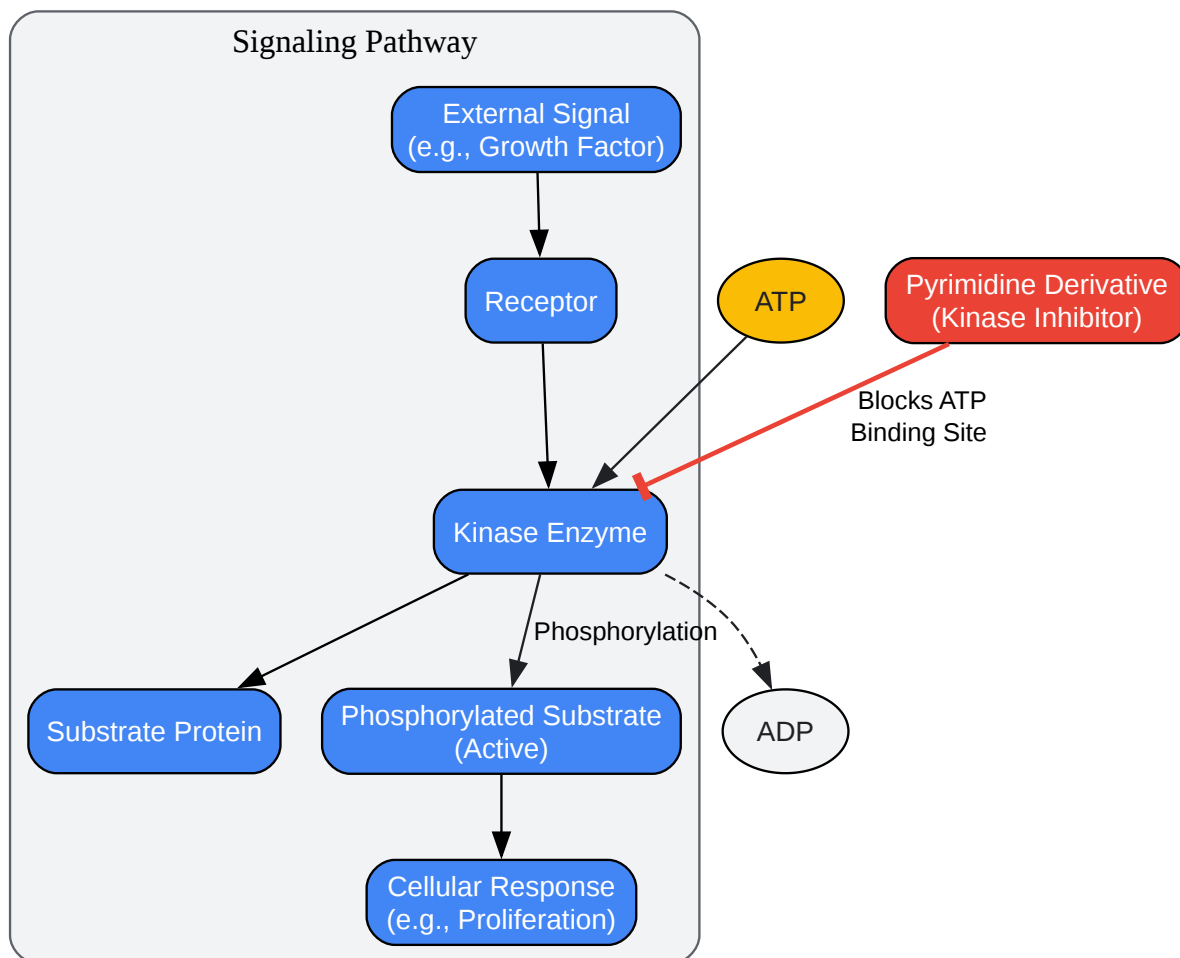 Signaling Pathway
External Signal
(e.g., Growth Factor)
Receptor
ATP
Pyrimidine Derivative
(Kinase Inhibitor)
Blocks ATP
Binding Site
Kinase Enzyme
Phosphorylation
Substrate Protein
Phosphorylated Substrate
(Active)
ADP
Cellular Response
(e.g., Proliferation)